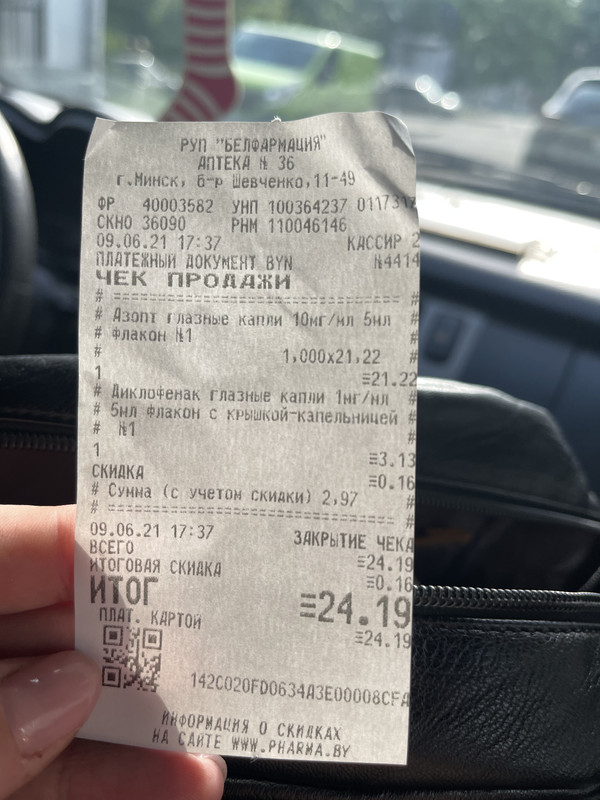 РУП "БЕЛФАРМАЦИЯ"
АПТЕКА № 36
г.Минск, б-р Шевченко,11-49
ФР 40003582 УНП 100364237
СКНО 36090 РНМ 110046146
09.06.21 17:37 КАССИР 2
ПЛАТЕЖНЫЙ ДОКУМЕНТ BYN №4414
ЧЕК ПРОДАЖИ
# ============================ #
# Азопт глазные капли 10мг/мл 5мл #
# флакон №1
# 1,000x21,22 #
1 ≡21.22
# Диклофенак глазные капли 1мг/мл #
# 5мл флакон с крышкой-капельницей #
# №1 #
1 ≡3.13
СКИДКА ≡0.16
# Сумма (с учетом скидки) 2,97 #
# ============================ #
09.06.21 17:37 ЗАКРЫТИЕ ЧЕКА
ВСЕГО ≡24.19
ИТОГОВАЯ СКИДКА ≡0.16
ИТОГ ≡24.19
ПЛАТ. КАРТОЙ ≡24.19
142C020FD0634A3E00008CFA
ИНФОРМАЦИЯ О СКИДКАХ
НА САЙТЕ WWW.PHARMA.BY